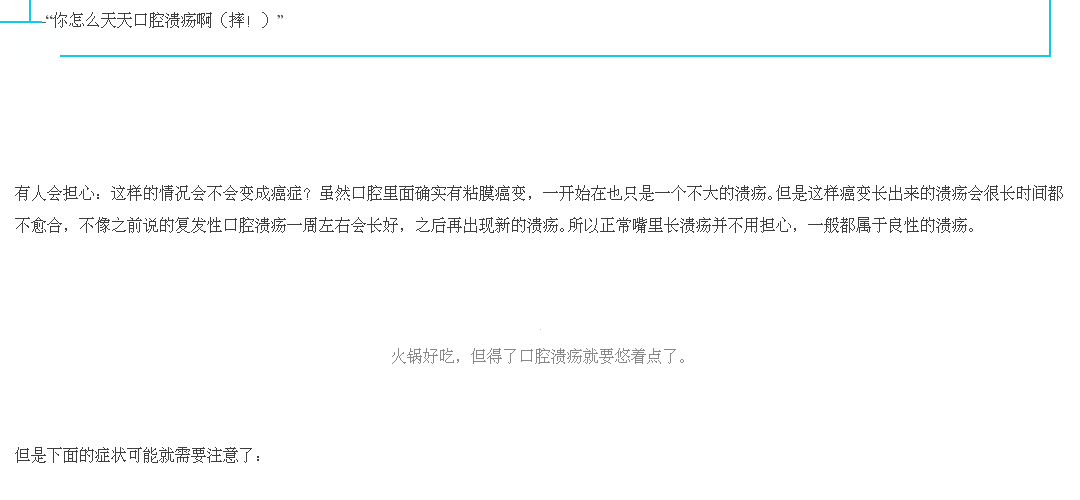 “你怎么天天口腔溃疡啊（摔！）”
有人会担心：这样的情况会不会变成癌症？虽然口腔里面确实有粘膜癌变，一开始在也只是一个不大的溃疡。但是这样癌变长出来的溃疡会很长时间都
不愈合，不像之前说的复发性口腔溃疡一周左右会长好，之后再出现新的溃疡。所以正常嘴里长溃疡并不用担心，一般都属于良性的溃疡。
火锅好吃，但得了口腔溃疡就要悠着点了。
但是下面的症状可能就需要注意了：